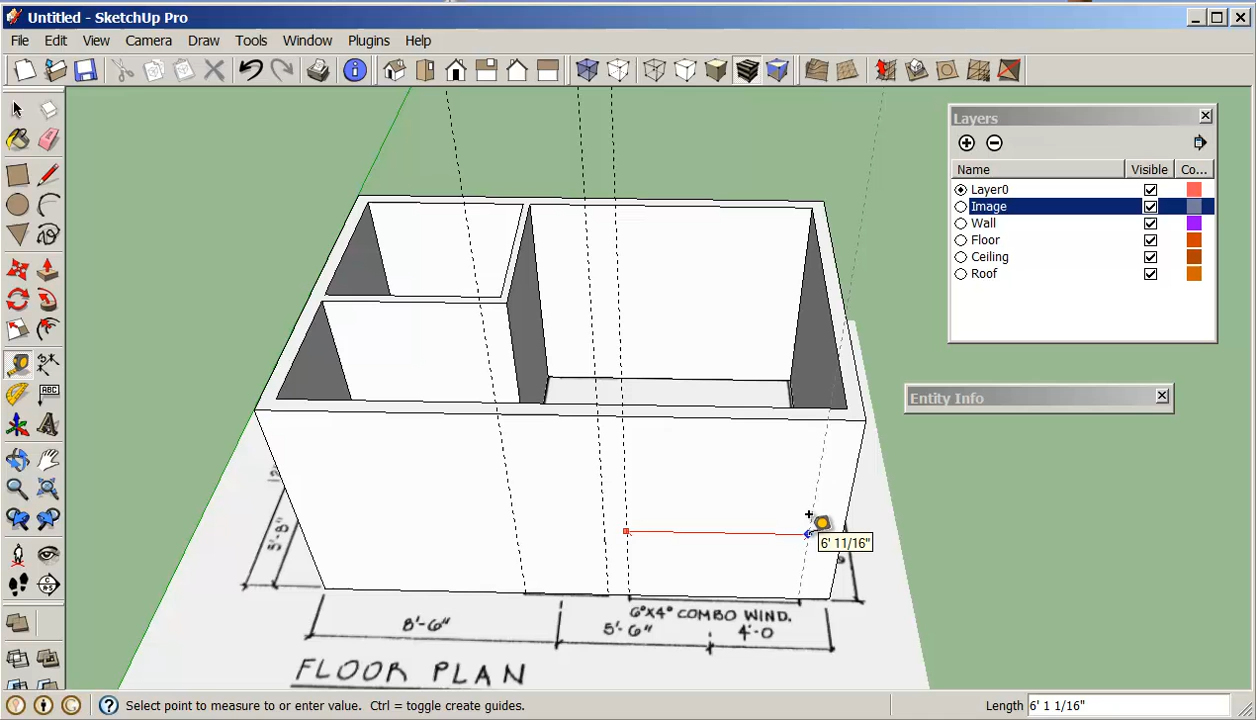 Untitled - SketchUp Pro
File Edit View Camera Draw Tools Window Plugins Help
Layers
Name Visible Co...
Layer0
Image
Wall
Floor
Ceiling
Roof
Entity Info
ABC
6' 11/16"
5'-8"
6⁰X4⁰ COMBO WIND.
8'-6" 5'-6" 4'-0
FLOOR PLAN
Select point to measure to or enter value. Ctrl = toggle create guides. Length 6' 1 1/16"